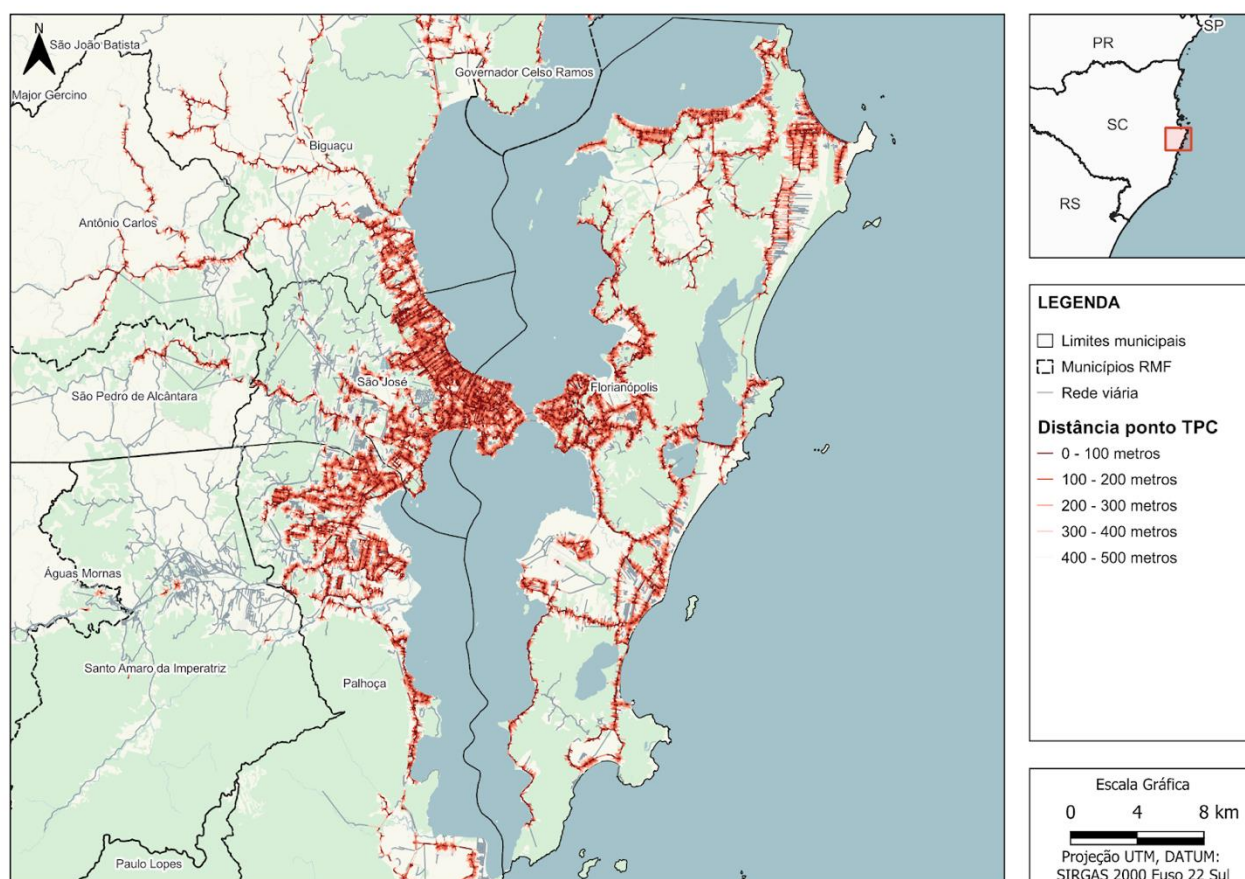 N
São João Batista
Major Gercino
Governador Celso Ramos
Biguaçu
Antônio Carlos
São José
Florianópolis
São Pedro de Alcântara
Águas Mornas
Santo Amaro da Imperatriz
Palhoça
Paulo Lopes
SP
PR
SC
RS
LEGENDA
Limites municipais
Municípios RMF
Rede viária
Distância ponto TPC
0 - 100 metros
100 - 200 metros
200 - 300 metros
300 - 400 metros
400 - 500 metros
Escala Gráfica
0 4 8 km
Projeção UTM, DATUM:
SIRGAS 2000 Fuso 22 Sul